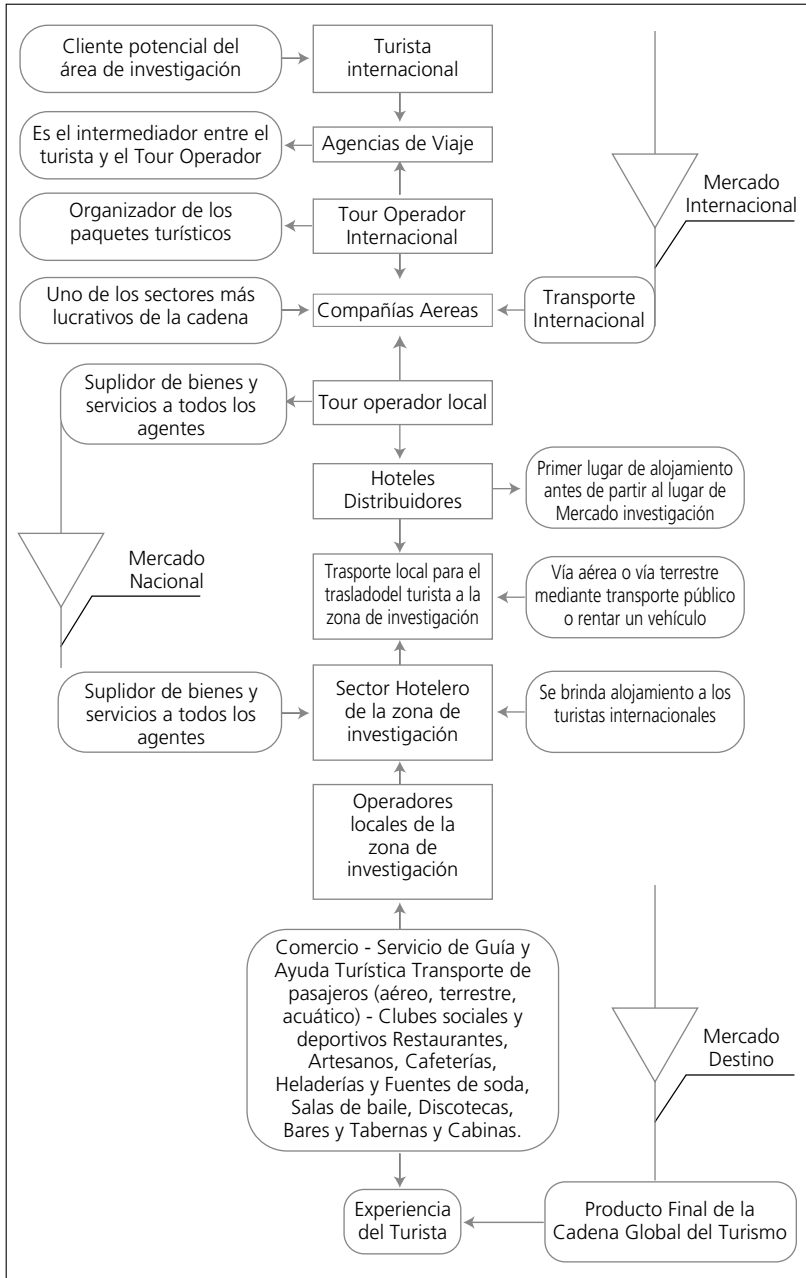 Cliente potencial del
área de investigación
Turista
internacional
Es el intermediador entre el
turista y el Tour Operador
Agencias de Viaje
Mercado
Internacional
Organizador de los
paquetes turísticos
Tour Operador
Internacional
Uno de los sectores más
lucrativos de la cadena
Compañías Aereas
Transporte
Internacional
Suplidor de bienes y
servicios a todos los
agentes
Tour operador local
Hoteles
Distribuidores
Primer lugar de alojamiento
antes de partir al lugar de
Mercado investigación
Mercado
Nacional
Trasporte local para el
trasladodel turista a la
zona de investigación
Vía aérea o vía terrestre
mediante transporte público
o rentar un vehículo
Suplidor de bienes y
servicios a todos los
agentes
Sector Hotelero
de la zona de
investigación
Se brinda alojamiento a los
turistas internacionales
Operadores
locales de la
zona de
investigación
Comercio - Servicio de Guía y
Ayuda Turística Transporte de
pasajeros (aéreo, terrestre,
acuático) - Clubes sociales y
deportivos Restaurantes,
Artesanos, Cafeterías,
Heladerías y Fuentes de soda,
Salas de baile, Discotecas,
Bares y Tabernas y Cabinas.
Mercado
Destino
Experiencia
del Turista
Producto Final de la
Cadena Global del Turismo